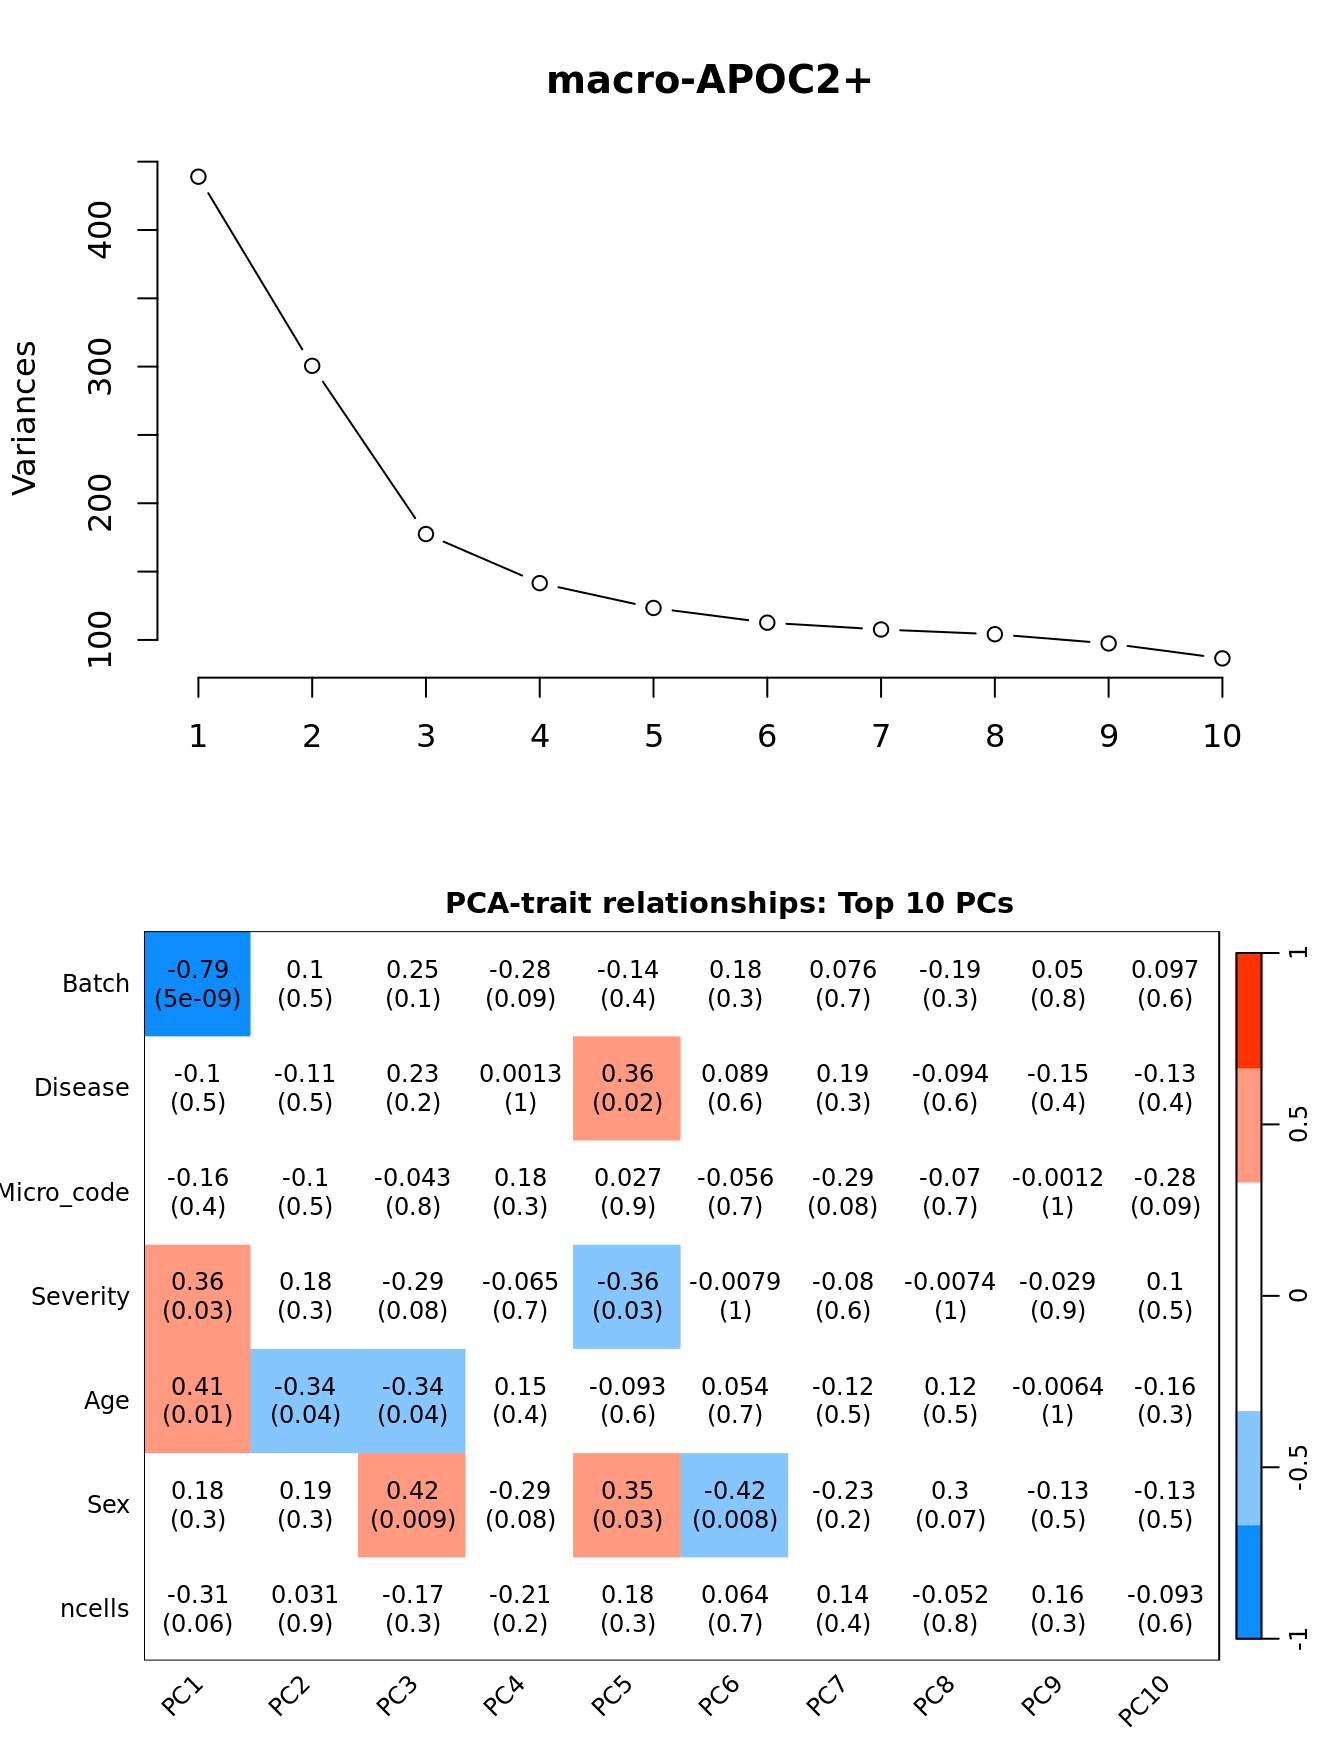 macro-APOC2+
Variances
400
300
200
100
1 2 3 4 5 6 7 8 9 10
PCA-trait relationships: Top 10 PCs
Batch
-0.79 0.1 0.25 -0.28 -0.14 0.18 0.076 -0.19 0.05 0.097
(5e-09) (0.5) (0.1) (0.09) (0.4) (0.3) (0.7) (0.3) (0.8) (0.6)
Disease
-0.1 -0.11 0.23 0.0013 0.36 0.089 0.19 -0.094 -0.15 -0.13
(0.5) (0.5) (0.2) (1) (0.02) (0.6) (0.3) (0.6) (0.4) (0.4)
Micro_code
-0.16 -0.1 -0.043 0.18 0.027 -0.056 -0.29 -0.07 -0.0012 -0.28
(0.4) (0.5) (0.8) (0.3) (0.9) (0.7) (0.08) (0.7) (1) (0.09)
Severity
0.36 0.18 -0.29 -0.065 -0.36 -0.0079 -0.08 -0.0074 -0.029 0.1
(0.03) (0.3) (0.08) (0.7) (0.03) (1) (0.6) (1) (0.9) (0.5)
Age
0.41 -0.34 -0.34 0.15 -0.093 0.054 -0.12 0.12 -0.0064 -0.16
(0.01) (0.04) (0.04) (0.4) (0.6) (0.7) (0.5) (0.5) (1) (0.3)
Sex
0.18 0.19 0.42 -0.29 0.35 -0.42 -0.23 0.3 -0.13 -0.13
(0.3) (0.3) (0.009) (0.08) (0.03) (0.008) (0.2) (0.07) (0.5) (0.5)
ncells
-0.31 0.031 -0.17 -0.21 0.18 0.064 0.14 -0.052 0.16 -0.093
(0.06) (0.9) (0.3) (0.2) (0.3) (0.7) (0.4) (0.8) (0.3) (0.6)
PC1 PC2 PC3 PC4 PC5 PC6 PC7 PC8 PC9 PC10
1
0.5
0
-0.5
-1